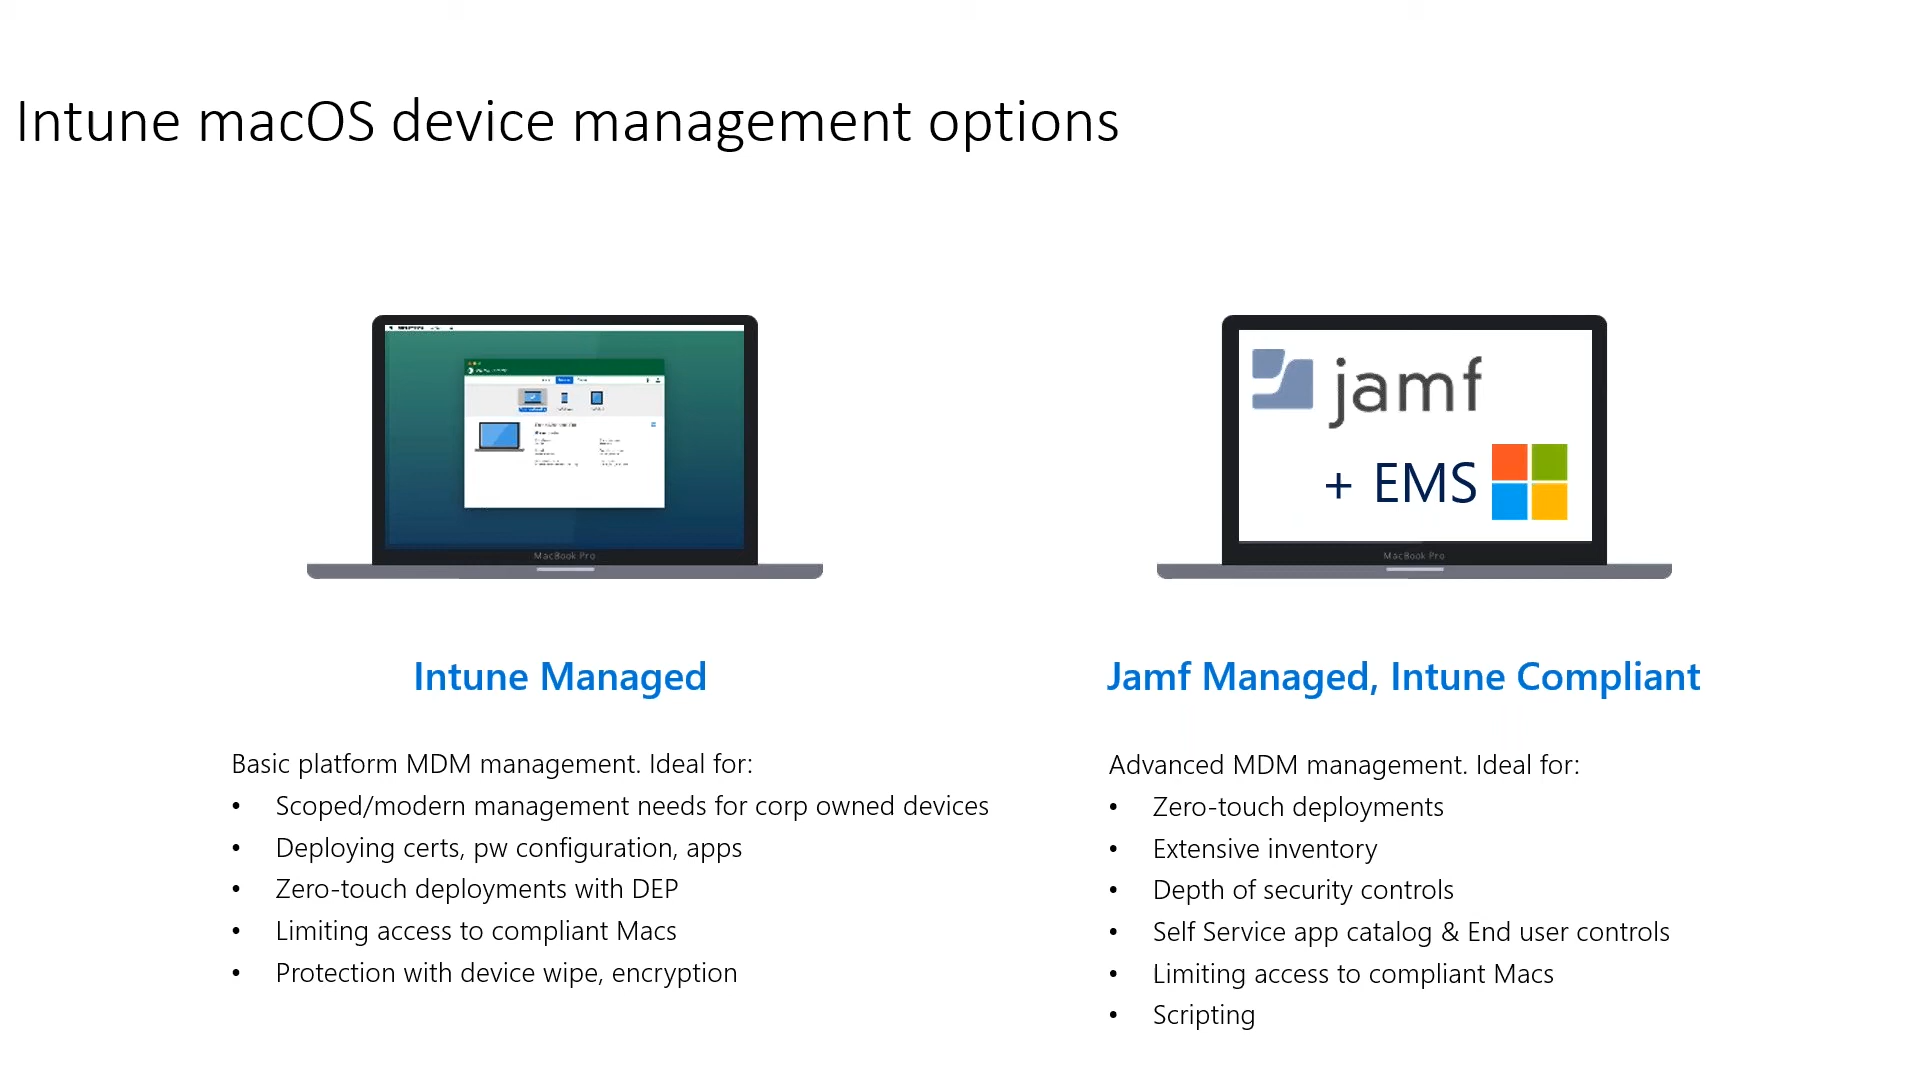 Intune macOS device management options
MacBook Pro
jamf
+ EMS
MacBook Pro
Intune Managed
Basic platform MDM management. Ideal for:
• Scoped/modern management needs for corp owned devices
• Deploying certs, pw configuration, apps
• Zero-touch deployments with DEP
• Limiting access to compliant Macs
• Protection with device wipe, encryption
Jamf Managed, Intune Compliant
Advanced MDM management. Ideal for:
• Zero-touch deployments
• Extensive inventory
• Depth of security controls
• Self Service app catalog & End user controls
• Limiting access to compliant Macs
• Scripting